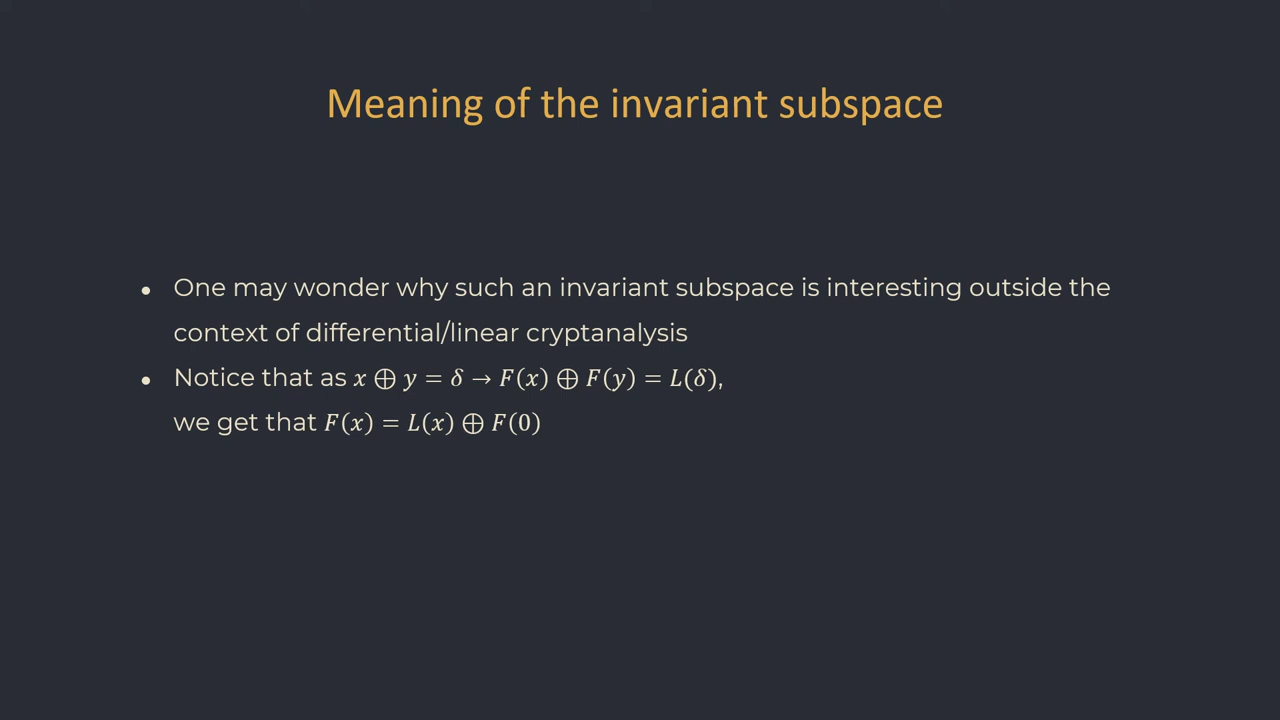 Meaning of the invariant subspace
• One may wonder why such an invariant subspace is interesting outside the
context of differential/linear cryptanalysis
• Notice that as x ⊕ y = δ → F(x) ⊕ F(y) = L(δ),
we get that F(x) = L(x) ⊕ F(0)